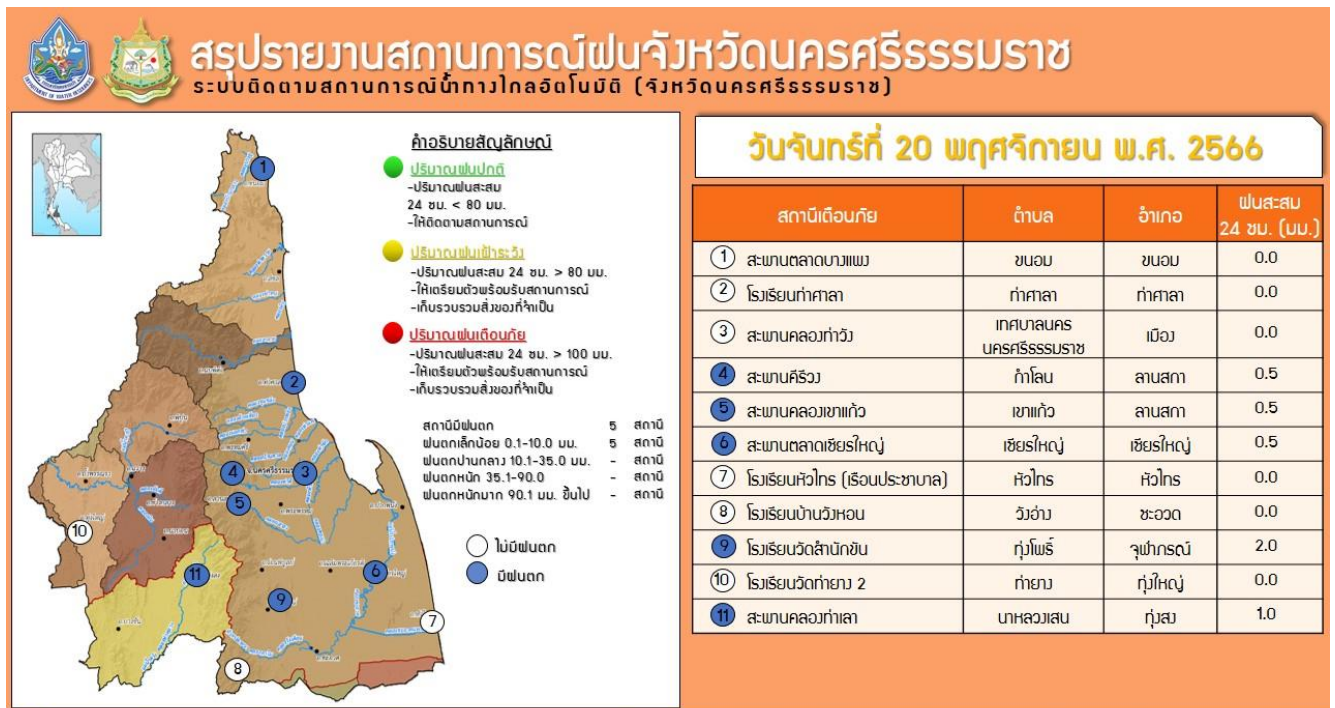 สรุปรายงานสถานการณ์ฝนจังหวัดนครศรีธรรมราช
ระบบติดตามสถานการณ์น้ำทางไกลอัตโนมัติ (จังหวัดนครศรีธรรมราช)
คำอธิบายสัญลักษณ์
ปริมาณฝนปกติ
-ปริมาณฝนสะสม
24 ชม. < 80 มม.
-ให้ติดตามสถานการณ์
ปริมาณฝนเฝ้าระวัง
-ปริมาณฝนสะสม 24 ชม. > 80 มม.
-ให้เตรียมตัวพร้อมรับสถานการณ์
-เก็บรวบรวมสิ่งของที่จำเป็น
ปริมาณฝนเตือนภัย
-ปริมาณฝนสะสม 24 ชม. > 100 มม.
-ให้เตรียมตัวพร้อมรับสถานการณ์
-เก็บรวบรวมสิ่งของที่จำเป็น
สถานีมีฝนตก 5 สถานี
ฝนตกเล็กน้อย 0.1-10.0 มม. 5 สถานี
ฝนตกปานกลาง 10.1-35.0 มม. - สถานี
ฝนตกหนัก 35.1-90.0 - สถานี
ฝนตกหนักมาก 90.1 มม. ขึ้นไป - สถานี
ไม่มีฝนตก
มีฝนตก
1
2
4
3
5
10
11
6
9
7
8
วันจันทร์ที่ 20 พฤศจิกายน พ.ศ. 2566
สถานีเตือนภัย ตำบล อำเภอ ฝนสะสม
24 ชม. (มม.)
1 สะพานตลาดบางแพง ขนอม ขนอม 0.0
2 โรงเรียนท่าศาลา ท่าศาลา ท่าศาลา 0.0
3 สะพานคลองท่าวัง เทศบาลนคร
นครศรีธรรมราช เมือง 0.0
4 สะพานคีรีวง กำโลน ลานสกา 0.5
5 สะพานคลองเขาแก้ว เขาแก้ว ลานสกา 0.5
6 สะพานตลาดเชียรใหญ่ เชียรใหญ่ เชียรใหญ่ 0.5
7 โรงเรียนหัวไทร (เรือนประชาบาล) หัวไทร หัวไทร 0.0
8 โรงเรียนบ้านวังหอน วังอ่าง ชะอวด 0.0
9 โรงเรียนวัดสำนักขัน ทุ่งโพธิ์ จุฬาภรณ์ 2.0
10 โรงเรียนวัดท่ายาง 2 ท่ายาง ทุ่งใหญ่ 0.0
11 สะพานคลองท่าเลา นาหลวงเสน ทุ่งสง 1.0